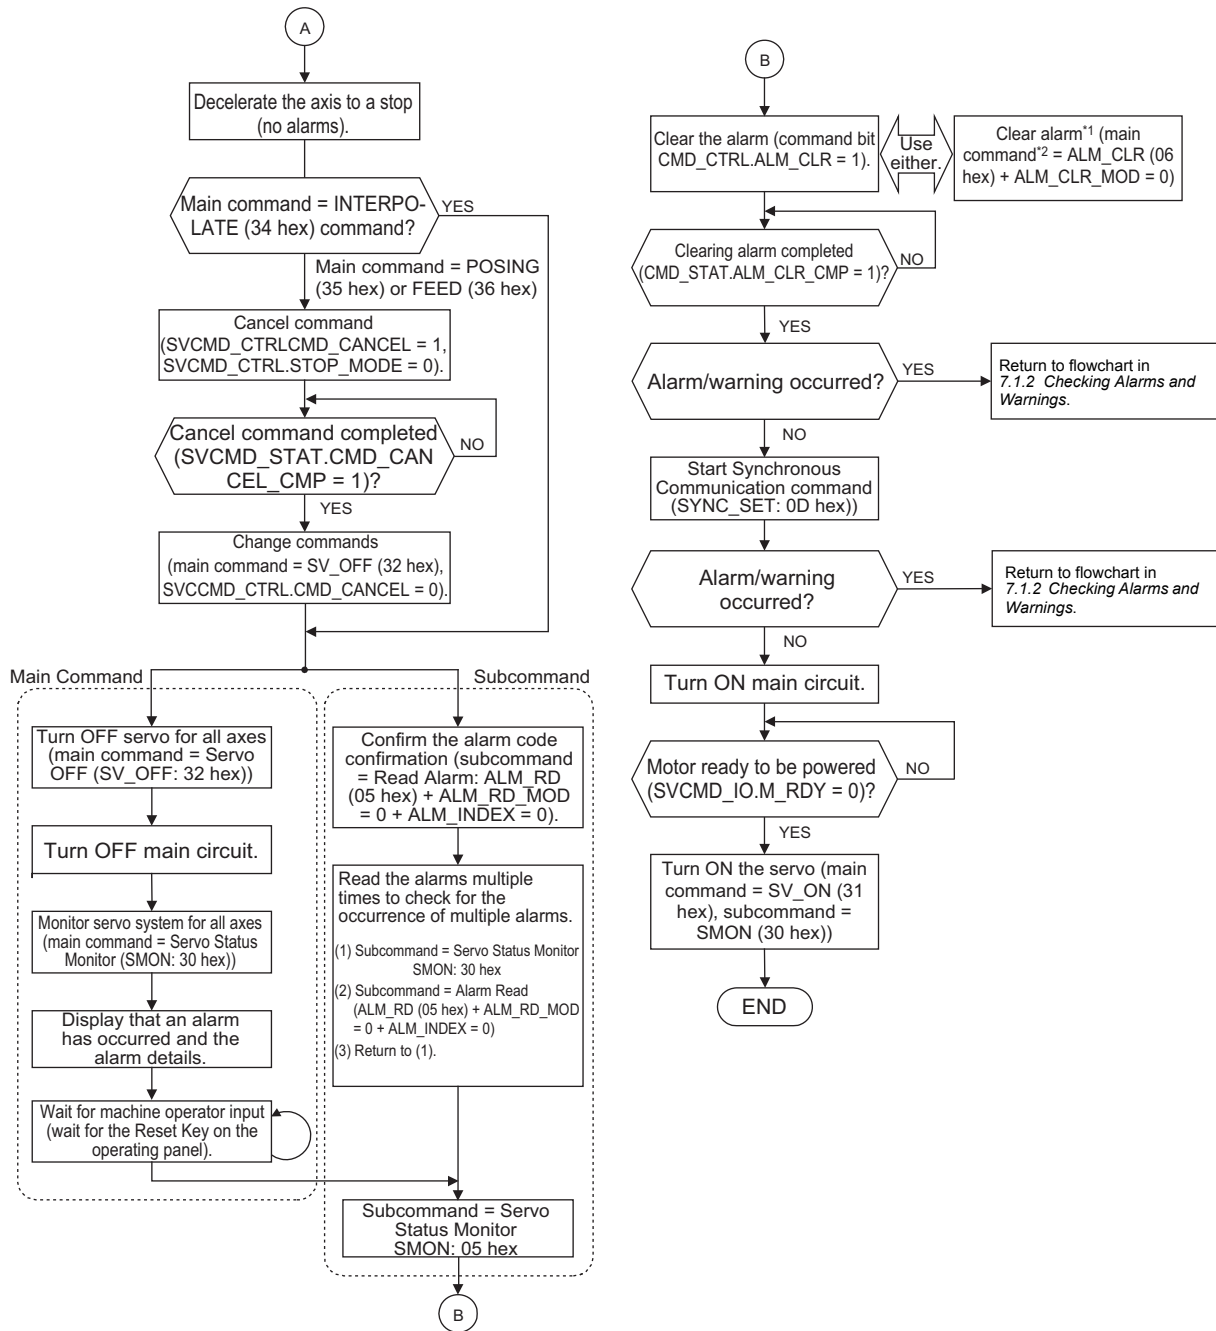 A
Decelerate the axis to a stop
(no alarms).
Main command = INTERPO-
LATE (34 hex) command?
YES
Main command = POSING
(35 hex) or FEED (36 hex)
Cancel command
(SVCMD_CTRLCMD_CANCEL = 1,
SVCMD_CTRL.STOP_MODE = 0).
Cancel command completed
(SVCMD_STAT.CMD_CAN
CEL_CMP = 1)?
NO
YES
Change commands
(main command = SV_OFF (32 hex),
SVCCMD_CTRL.CMD_CANCEL = 0).
Main Command
Turn OFF servo for all axes
(main command = Servo
OFF (SV_OFF: 32 hex))
Turn OFF main circuit.
Monitor servo system for all axes
(main command = Servo Status
Monitor (SMON: 30 hex))
Display that an alarm
has occurred and the
alarm details.
Wait for machine operator input
(wait for the Reset Key on the
operating panel).
Subcommand
Confirm the alarm code
confirmation (subcommand
= Read Alarm: ALM_RD
(05 hex) + ALM_RD_MOD
= 0 + ALM_INDEX = 0).
Read the alarms multiple
times to check for the
occurrence of multiple alarms.
(1) Subcommand = Servo Status Monitor
SMON: 30 hex
(2) Subcommand = Alarm Read
(ALM_RD (05 hex) + ALM_RD_MOD
= 0 + ALM_INDEX = 0)
(3) Return to (1).
Subcommand = Servo
Status Monitor
SMON: 05 hex
B
B
Clear the alarm (command bit
CMD_CTRL.ALM_CLR = 1).
Use
either.
Clear alarm*1 (main
command*2 = ALM_CLR (06
hex) + ALM_CLR_MOD = 0)
Clearing alarm completed
(CMD_STAT.ALM_CLR_CMP = 1)?
NO
YES
Alarm/warning occurred?
YES
Return to flowchart in
7.1.2 Checking Alarms and
Warnings.
NO
Start Synchronous
Communication command
(SYNC_SET: 0D hex))
Alarm/warning
occurred?
YES
Return to flowchart in
7.1.2 Checking Alarms and
Warnings.
NO
Turn ON main circuit.
Motor ready to be powered
(SVCMD_IO.M_RDY = 0)?
NO
YES
Turn ON the servo (main
command = SV_ON (31
hex), subcommand =
SMON (30 hex))
END